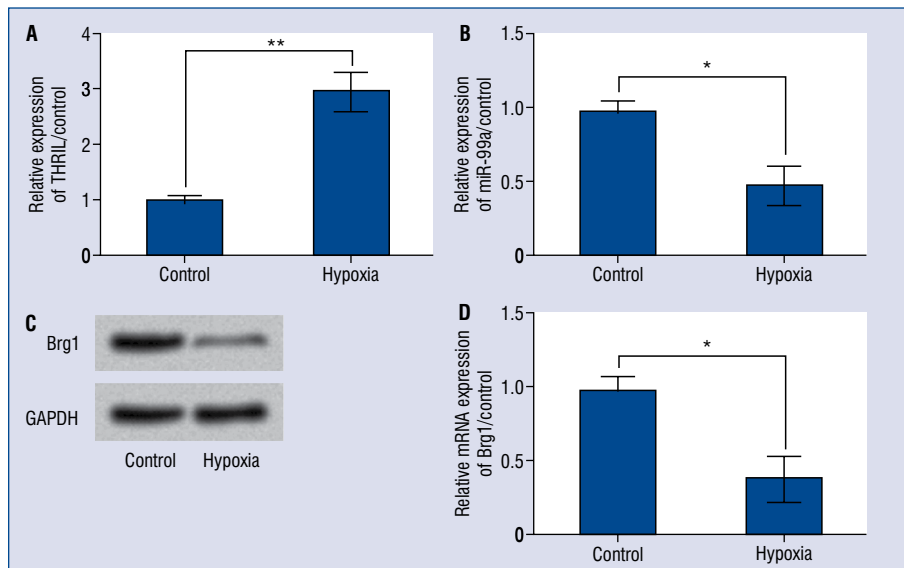 A
Relative expression
of THRIL/control
4
3
2
1
0
**
Control Hypoxia
B
Relative expression
of miR-99a/control
1.5
1.0
0.5
0
*
Control Hypoxia
C
Brg1
GAPDH
Control Hypoxia
D
Relative mRNA expression
of Brg1/control
1.5
1.0
0.5
0
*
Control Hypoxia